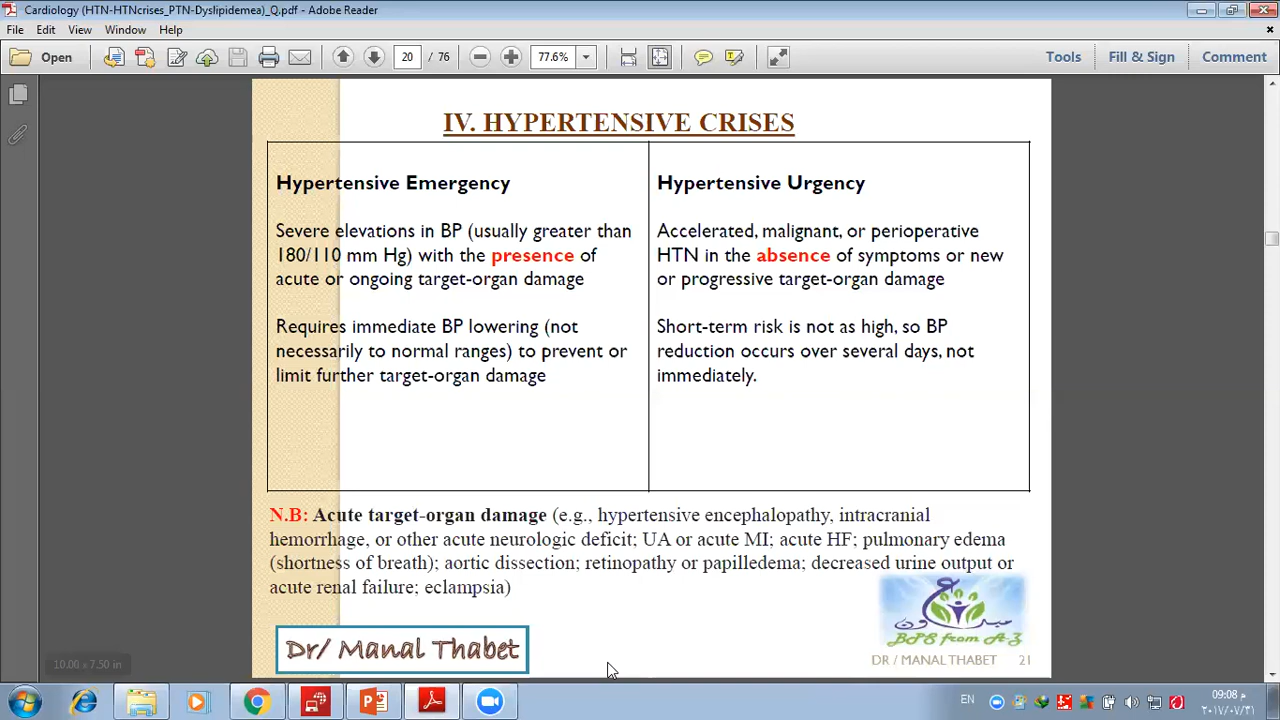 Cardiology (HTN-HTNcrises_PTN-Dyslipidemea)_Q.pdf - Adobe Reader
File Edit View Window Help
Open 20 / 76 77.6% Tools Fill & Sign Comment
IV. HYPERTENSIVE CRISES
Hypertensive Emergency
Severe elevations in BP (usually greater than
180/110 mm Hg) with the presence of
acute or ongoing target-organ damage
Requires immediate BP lowering (not
necessarily to normal ranges) to prevent or
limit further target-organ damage
Hypertensive Urgency
Accelerated, malignant, or perioperative
HTN in the absence of symptoms or new
or progressive target-organ damage
Short-term risk is not as high, so BP
reduction occurs over several days, not
immediately.
N.B: Acute target-organ damage (e.g., hypertensive encephalopathy, intracranial
hemorrhage, or other acute neurologic deficit; UA or acute MI; acute HF; pulmonary edema
(shortness of breath); aortic dissection; retinopathy or papilledema; decreased urine output or
acute renal failure; eclampsia)
BPS from A-Z
Dr/ Manal Thabet
DR / MANAL THABET 21
10.00 x 7.50 in
EN
09:08 م
٢٠١٧/٠٧/٣١